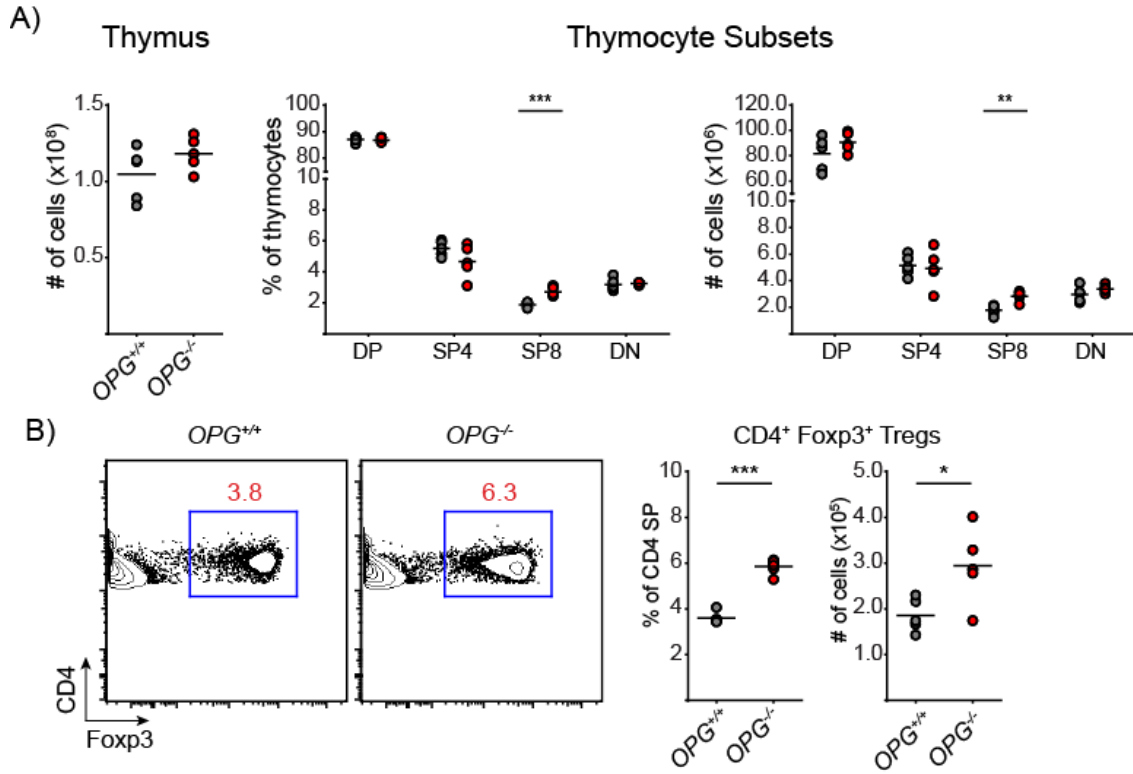 A)
Thymus
Thymocyte Subsets
# of cells (x10⁸)
1.5
1.0
0.5
OPG+/+
OPG-/-
% of thymocytes
100
90
80
8
6
4
2
***
DP SP4 SP8 DN
# of cells (x10⁶)
120.0
100.0
80.0
60.0
10.0
8.0
6.0
4.0
2.0
**
DP SP4 SP8 DN
B)
OPG+/+
OPG-/-
CD4+ Foxp3+ Tregs
3.8
6.3
CD4
Foxp3
% of CD4 SP
10
8
6
4
2
***
OPG+/+
OPG-/-
# of cells (x10⁵)
5.0
4.0
3.0
2.0
1.0
*
OPG+/+
OPG-/-